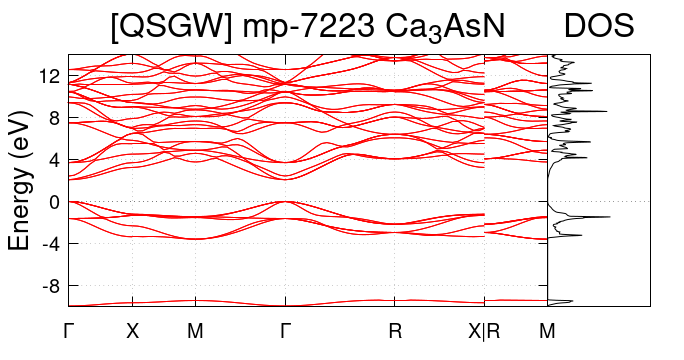 [QSGW] mp-7223 Ca₃AsN DOS
Energy (eV)
12
8
4
0
-4
-8
Γ X M Γ R X|R M